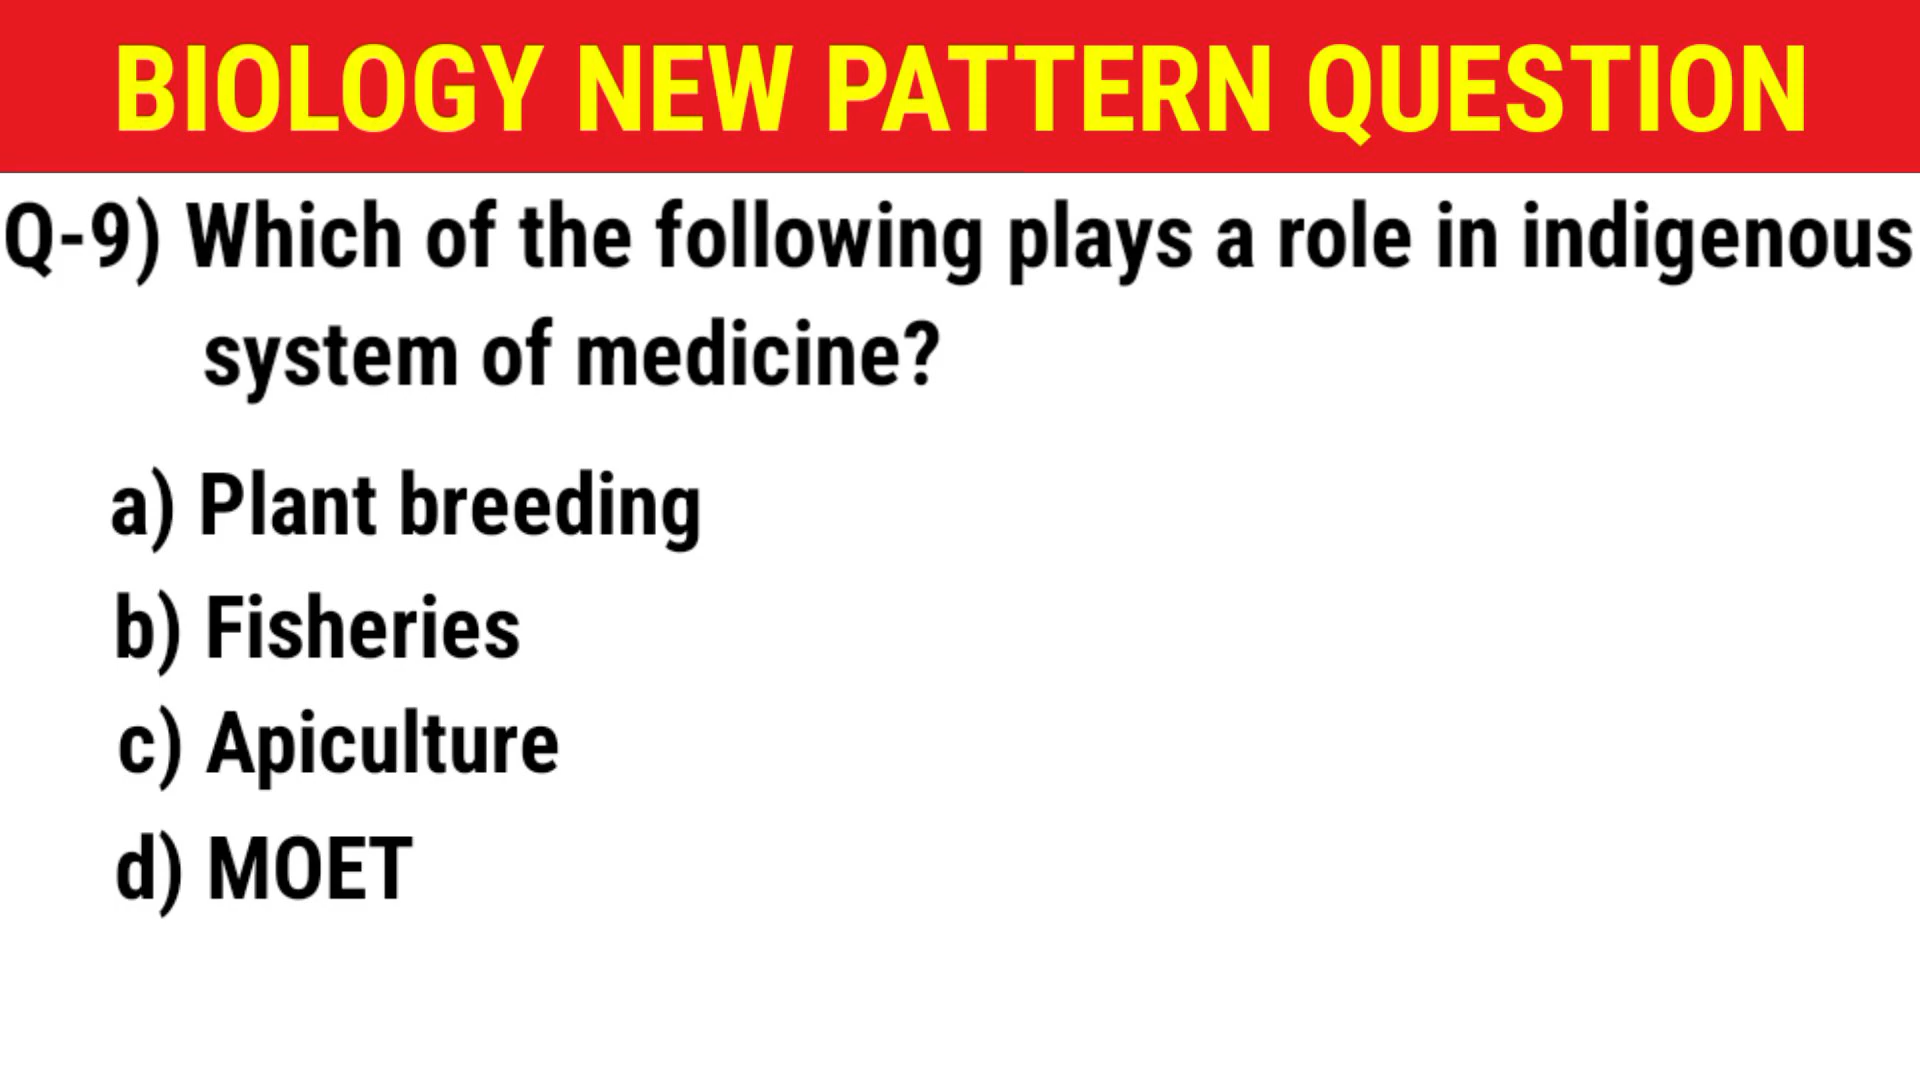 BIOLOGY NEW PATTERN QUESTION
Q-9) Which of the following plays a role in indigenous
system of medicine?
a) Plant breeding
b) Fisheries
c) Apiculture
d) MOET